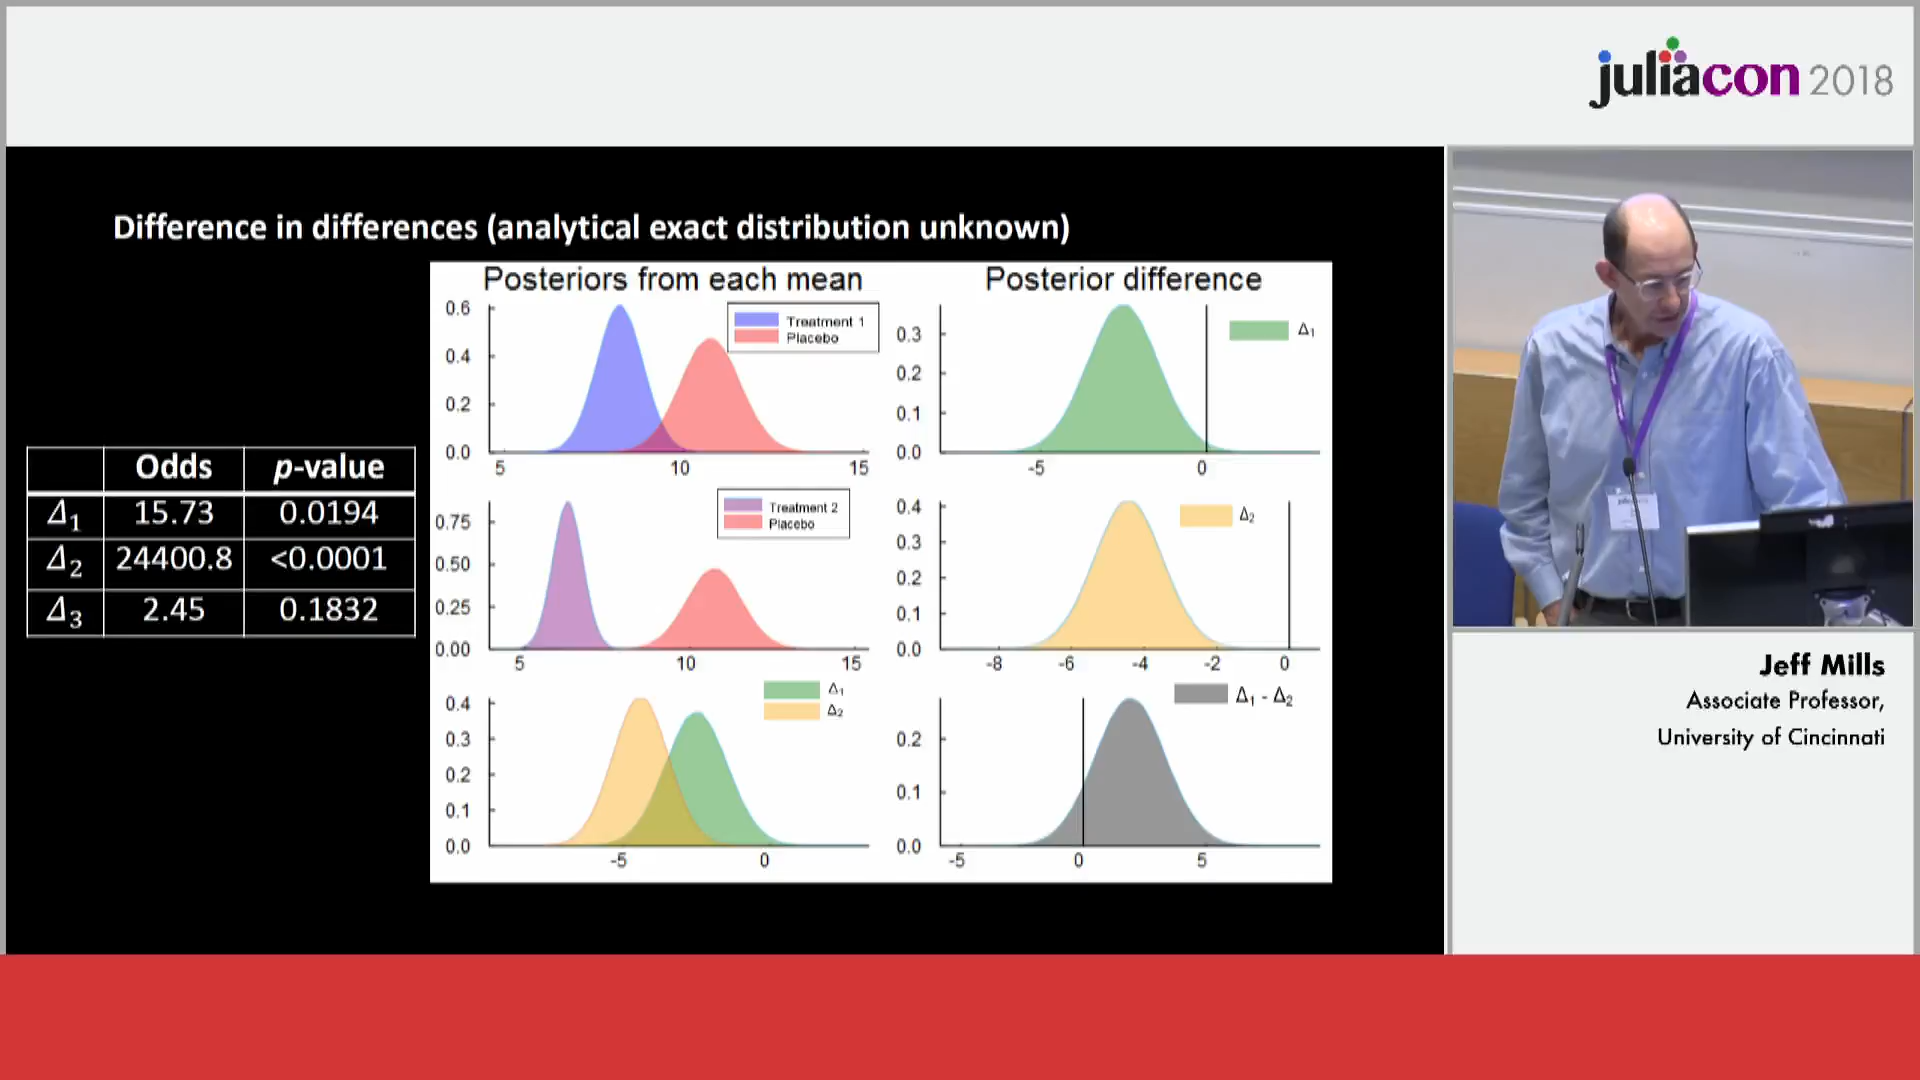 juliacon 2018
Difference in differences (analytical exact distribution unknown)
Odds p-value
Δ1 15.73 0.0194
Δ2 24400.8 <0.0001
Δ3 2.45 0.1832
Posteriors from each mean
0.6
0.4
0.2
0.0
5 10 15
Treatment 1
Placebo
Posterior difference
0.3
0.2
0.1
0.0
-5 0
Δ1
0.75
0.50
0.25
0.00
5 10 15
Treatment 2
Placebo
0.4
0.3
0.2
0.1
0.0
-8 -6 -4 -2 0
Δ2
0.4
0.3
0.2
0.1
0.0
-5 0
Δ1
Δ2
0.2
0.1
0.0
-5 0 5
Δ1 - Δ2
Jeff Mills
Associate Professor,
University of Cincinnati